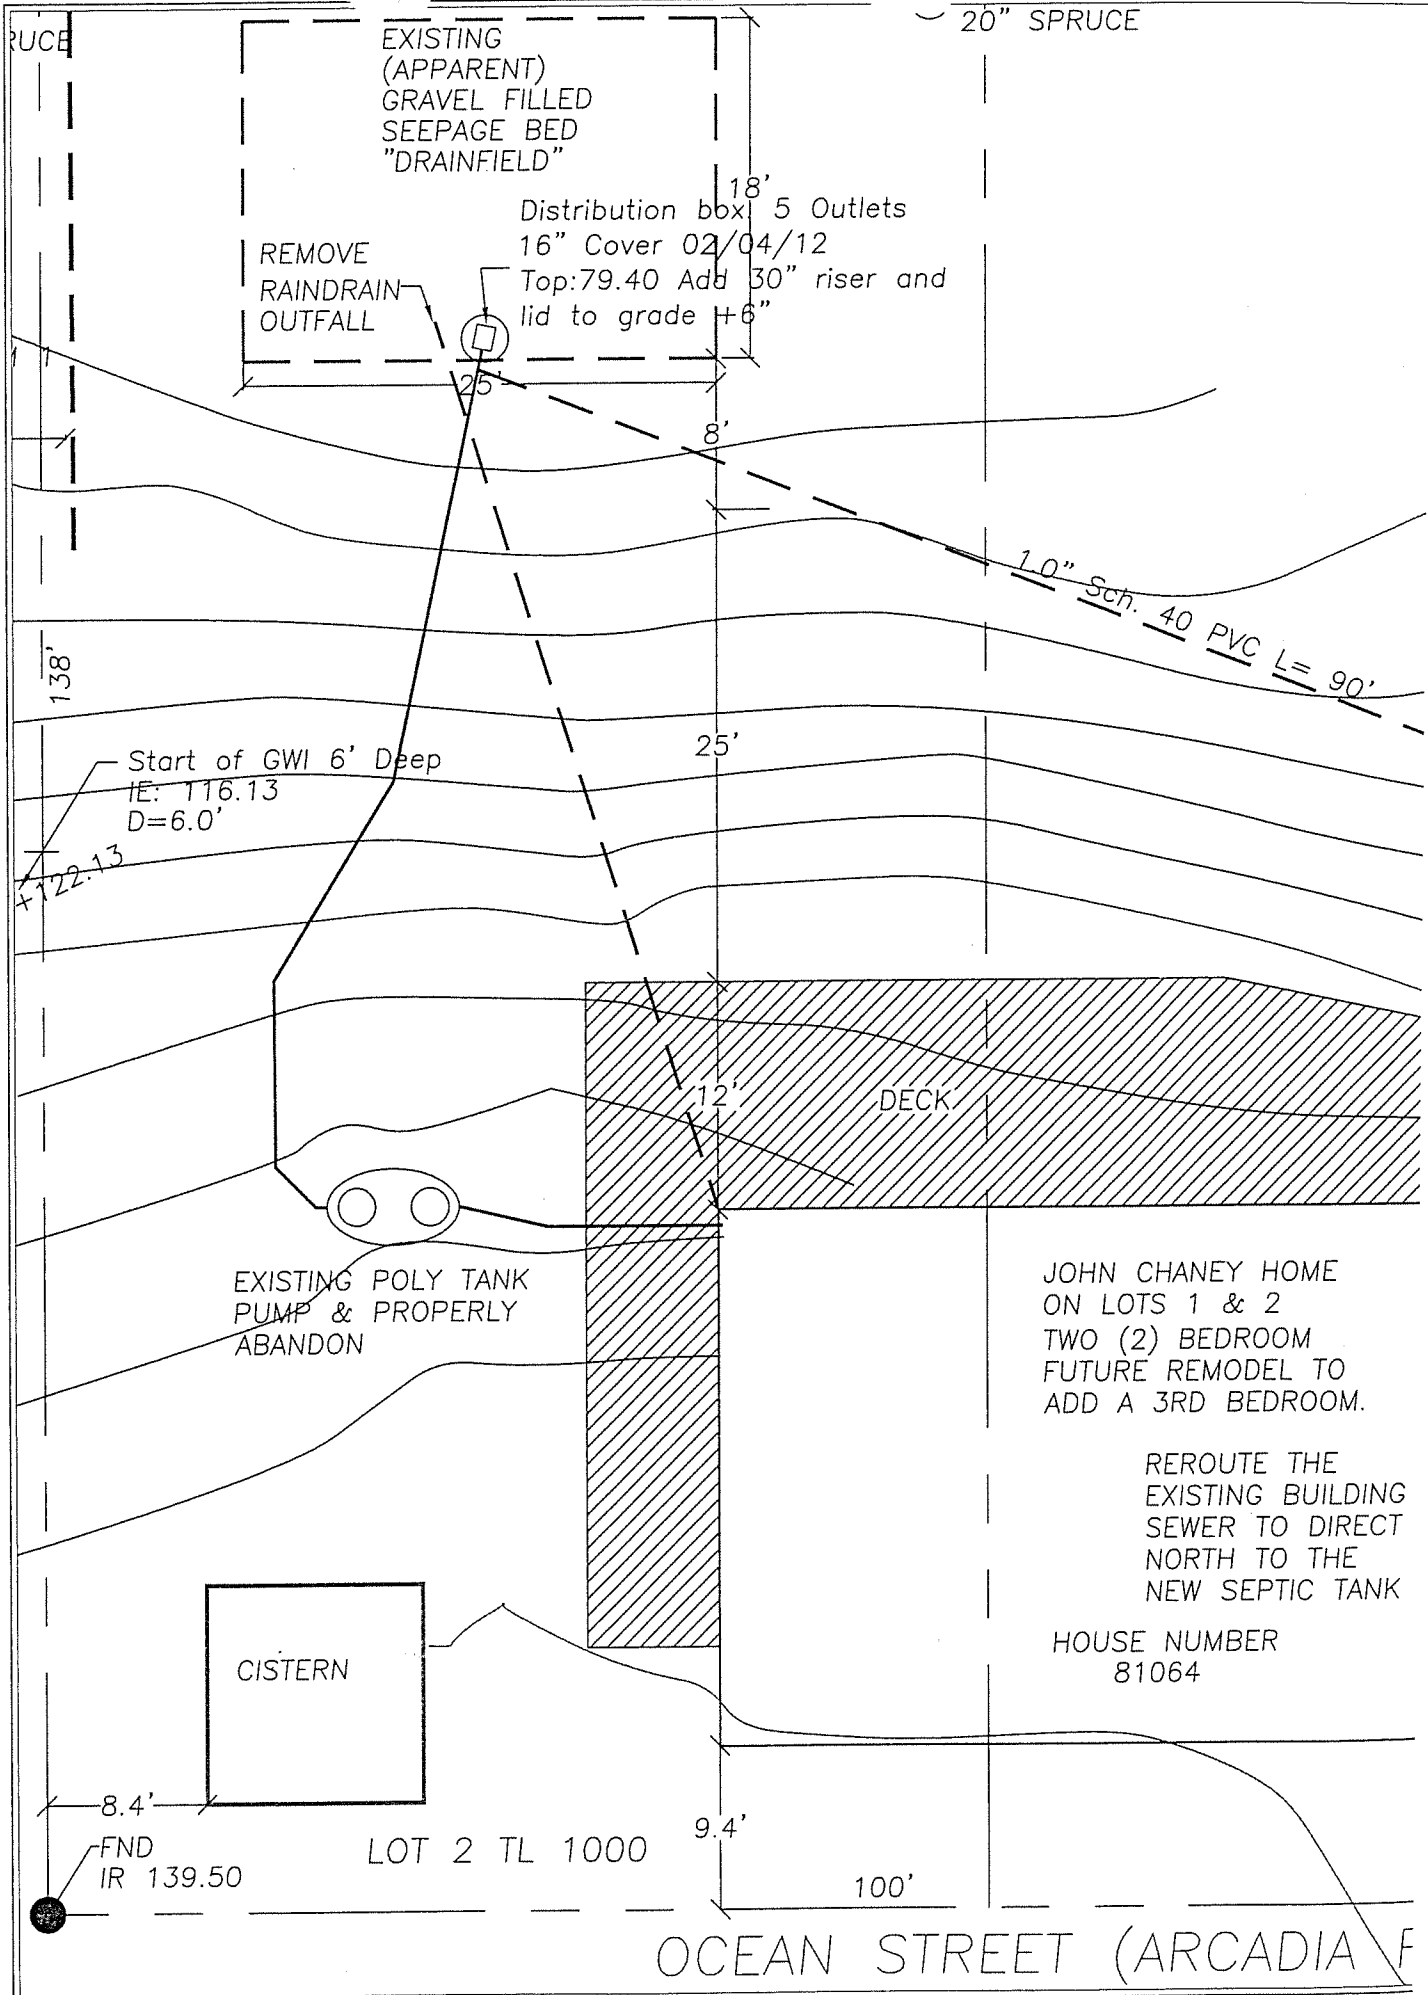 RUCE
20" SPRUCE
EXISTING
(APPARENT)
GRAVEL FILLED
SEEPAGE BED
"DRAINFIELD"
18'
Distribution box 5 Outlets
16" Cover 02/04/12
Top:79.40 Add 30" riser and
lid to grade +6"
REMOVE
RAINDRAIN
OUTFALL
25'
8'
1.0" Sch. 40 PVC L= 90'
138'
25'
Start of GWI 6' Deep
IE: 116.13
D=6.0'
+122.13
12'
DECK
EXISTING POLY TANK
PUMP & PROPERLY
ABANDON
JOHN CHANEY HOME
ON LOTS 1 & 2
TWO (2) BEDROOM
FUTURE REMODEL TO
ADD A 3RD BEDROOM.
REROUTE THE
EXISTING BUILDING
SEWER TO DIRECT
NORTH TO THE
NEW SEPTIC TANK
HOUSE NUMBER
81064
CISTERN
8.4'
9.4'
FND
IR 139.50
LOT 2 TL 1000
100'
OCEAN STREET (ARCADIA